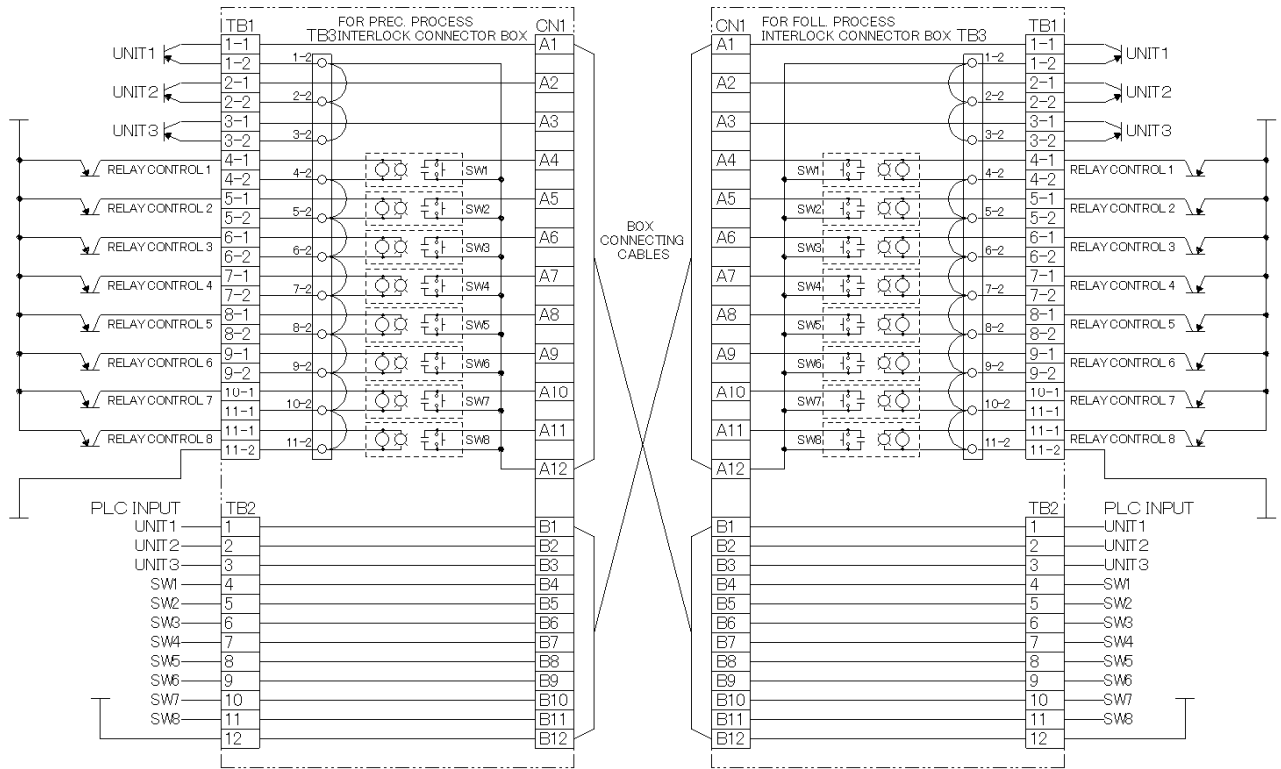 FOR PREC. PROCESS
INTERLOCK CONNECTOR BOX
TB1
TB3
CN1
UNIT1
1-1
1-2
1-2
A1
UNIT2
2-1
2-2
2-2
A2
UNIT3
3-1
3-2
3-2
A3
RELAY CONTROL 1
4-1
4-2
4-2
SW1
A4
RELAY CONTROL 2
5-1
5-2
5-2
SW2
A5
RELAY CONTROL 3
6-1
6-2
6-2
SW3
A6
RELAY CONTROL 4
7-1
7-2
7-2
SW4
A7
RELAY CONTROL 5
8-1
8-2
8-2
SW5
A8
RELAY CONTROL 6
9-1
9-2
9-2
SW6
A9
RELAY CONTROL 7
10-1
11-1
10-2
SW7
A10
RELAY CONTROL 8
11-1
11-2
11-2
SW8
A11
A12
PLC INPUT
TB2
UNIT1 1 B1
UNIT2 2 B2
UNIT3 3 B3
SW1 4 B4
SW2 5 B5
SW3 6 B6
SW4 7 B7
SW5 8 B8
SW6 9 B9
SW7 10 B10
SW8 11 B11
12 B12
BOX
CONNECTING
CABLES
FOR FOLL. PROCESS
INTERLOCK CONNECTOR BOX
CN1
TB3
TB1
A1
1-2
1-1
1-2
UNIT1
A2
2-2
2-1
2-2
UNIT2
A3
3-2
3-1
3-2
UNIT3
A4
SW1
4-2
4-1
4-2
RELAY CONTROL 1
A5
SW2
5-2
5-1
5-2
RELAY CONTROL 2
A6
SW3
6-2
6-1
6-2
RELAY CONTROL 3
A7
SW4
7-2
7-1
7-2
RELAY CONTROL 4
A8
SW5
8-2
8-1
8-2
RELAY CONTROL 5
A9
SW6
9-2
9-1
9-2
RELAY CONTROL 6
A10
SW7
10-2
10-1
11-1
RELAY CONTROL 7
A11
SW8
11-2
11-1
11-2
RELAY CONTROL 8
A12
TB2
PLC INPUT
B1 1 UNIT1
B2 2 UNIT2
B3 3 UNIT3
B4 4 SW1
B5 5 SW2
B6 6 SW3
B7 7 SW4
B8 8 SW5
B9 9 SW6
B10 10 SW7
B11 11 SW8
B12 12